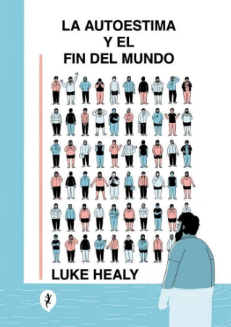 LA AUTOESTIMA
Y EL
FIN DEL MUNDO
LUKE HEALY